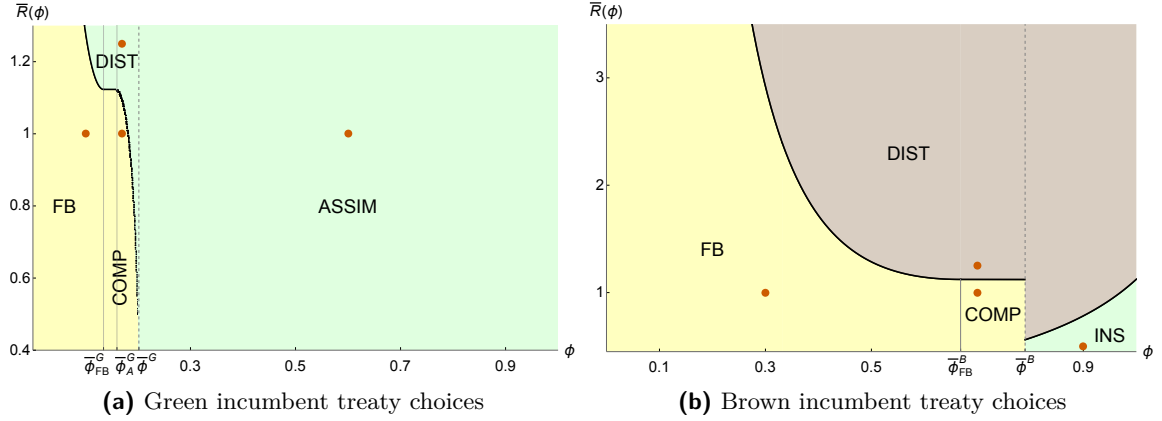 R̅(ϕ)
1.2
1
0.8
0.6
0.4
DIST
FB
COMP
ASSIM
ϕ̅ᴳ_FB ϕ̅ᴳ_A ϕ̅ᴳ 0.3 0.5 0.7 0.9 ϕ
(a) Green incumbent treaty choices
R̅(ϕ)
3
2
1
DIST
FB
COMP
INS
0.1 0.3 0.5 ϕ̅ᴮ_FB ϕ̅ᴮ 0.9 ϕ
(b) Brown incumbent treaty choices